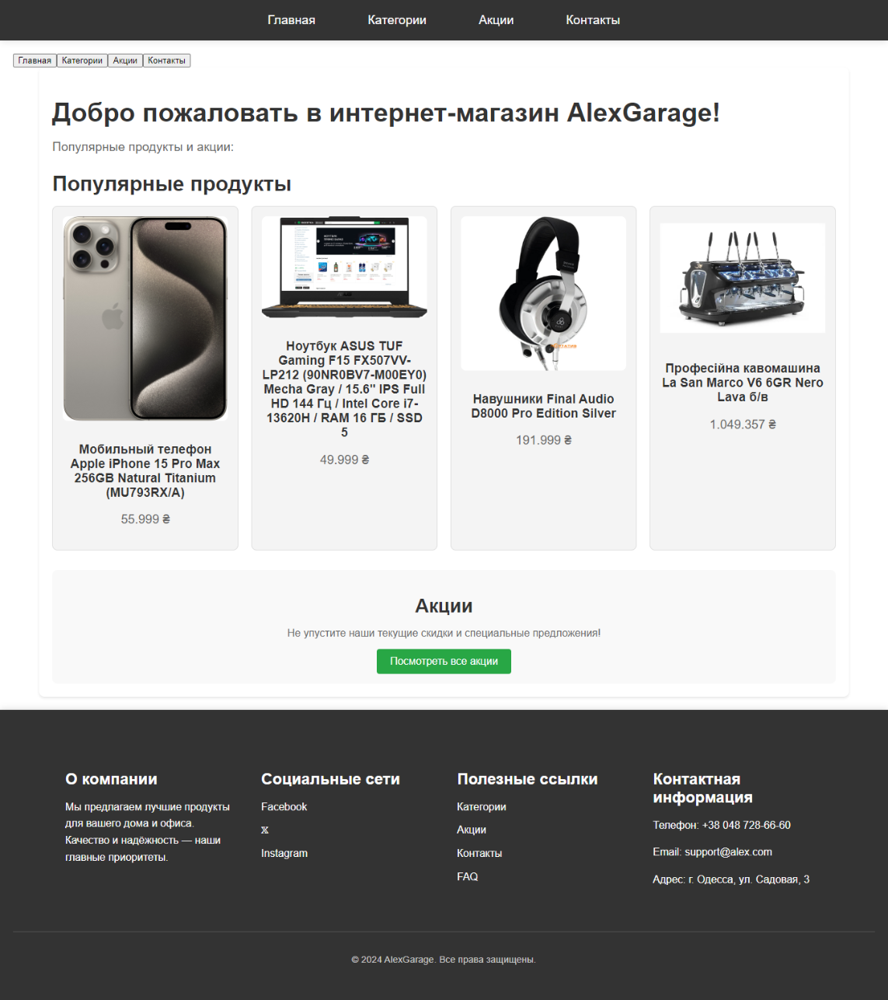 Главная Категории Акции Контакты
Главная Категории Акции Контакты
Добро пожаловать в интернет-магазин AlexGarage!
Популярные продукты и акции:
Популярные продукты
Мобильный телефон
Apple iPhone 15 Pro Max
256GB Natural Titanium
(MU793RX/A)
55.999 ₴
Ноутбук ASUS TUF
Gaming F15 FX507VV-
LP212 (90NR0BV7-M00EY0)
Mecha Gray / 15.6" IPS Full
HD 144 Гц / Intel Core i7-
13620H / RAM 16 ГБ / SSD
5
49.999 ₴
Навушники Final Audio
D8000 Pro Edition Silver
191.999 ₴
Професійна кавомашина
La San Marco V6 6GR Nero
Lava б/в
1.049.357 ₴
Акции
Не упустите наши текущие скидки и специальные предложения!
Посмотреть все акции
О компании
Мы предлагаем лучшие продукты
для вашего дома и офиса.
Качество и надёжность — наши
главные приоритеты.
Социальные сети
Facebook
𝕏
Instagram
Полезные ссылки
Категории
Акции
Контакты
FAQ
Контактная
информация
Телефон: +38 048 728-66-60
Email: support@alex.com
Адрес: г. Одесса, ул. Садовая, 3
© 2024 AlexGarage. Все права защищены.